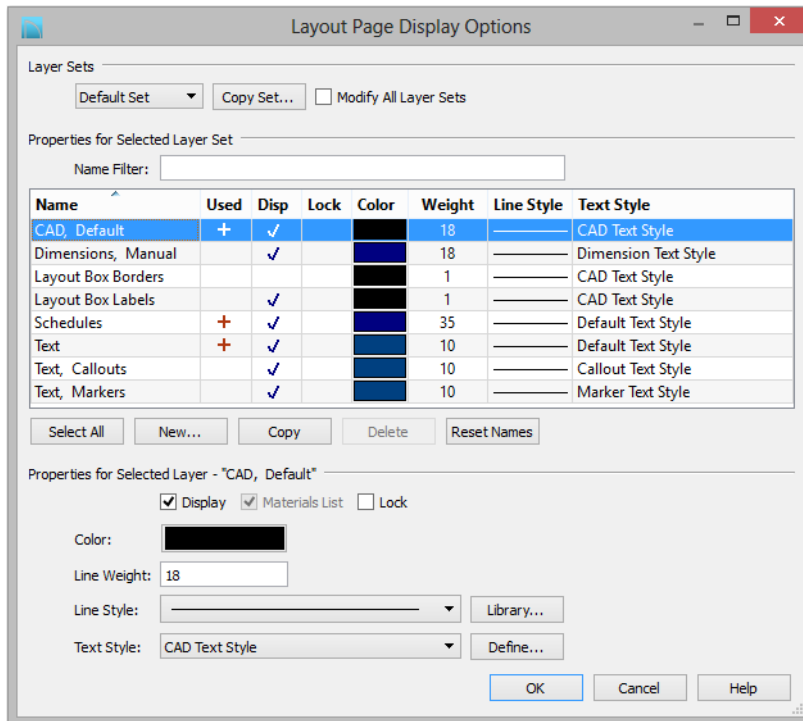 Layout Page Display Options
Layer Sets
Default Set Copy Set... Modify All Layer Sets
Properties for Selected Layer Set
Name Filter:
Name Used Disp Lock Color Weight Line Style Text Style
CAD, Default 18 CAD Text Style
Dimensions, Manual 18 Dimension Text Style
Layout Box Borders 1 CAD Text Style
Layout Box Labels 1 CAD Text Style
Schedules 35 Default Text Style
Text 10 Default Text Style
Text, Callouts 10 Callout Text Style
Text, Markers 10 Marker Text Style
Select All New... Copy Delete Reset Names
Properties for Selected Layer - "CAD, Default"
Display Materials List Lock
Color:
Line Weight: 18
Line Style: Library...
Text Style: CAD Text Style Define...
OK Cancel Help